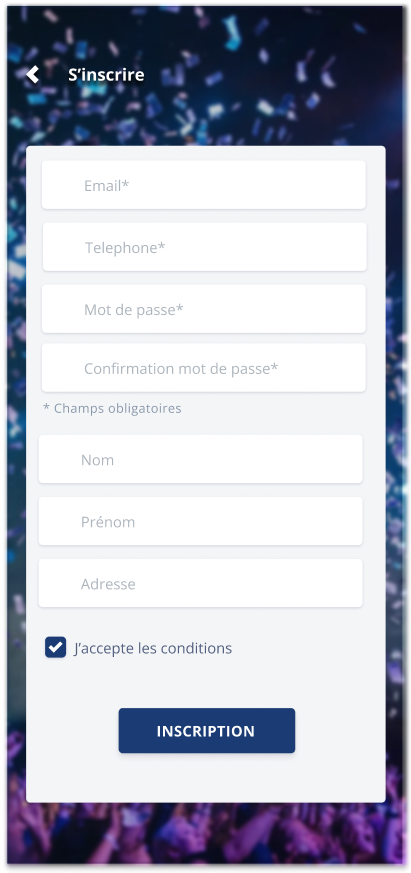 S'inscrire
Email*
Telephone*
Mot de passe*
Confirmation mot de passe*
* Champs obligatoires
Nom
Prénom
Adresse
J'accepte les conditions
INSCRIPTION